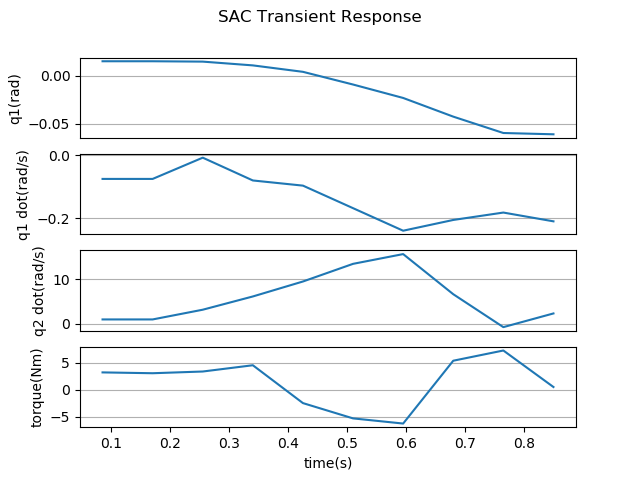 SAC Transient Response
q1(rad)
0.00
−0.05
q1 dot(rad/s)
0.0
−0.2
q2 dot(rad/s)
10
0
torque(Nm)
5
0
−5
0.1 0.2 0.3 0.4 0.5 0.6 0.7 0.8
time(s)